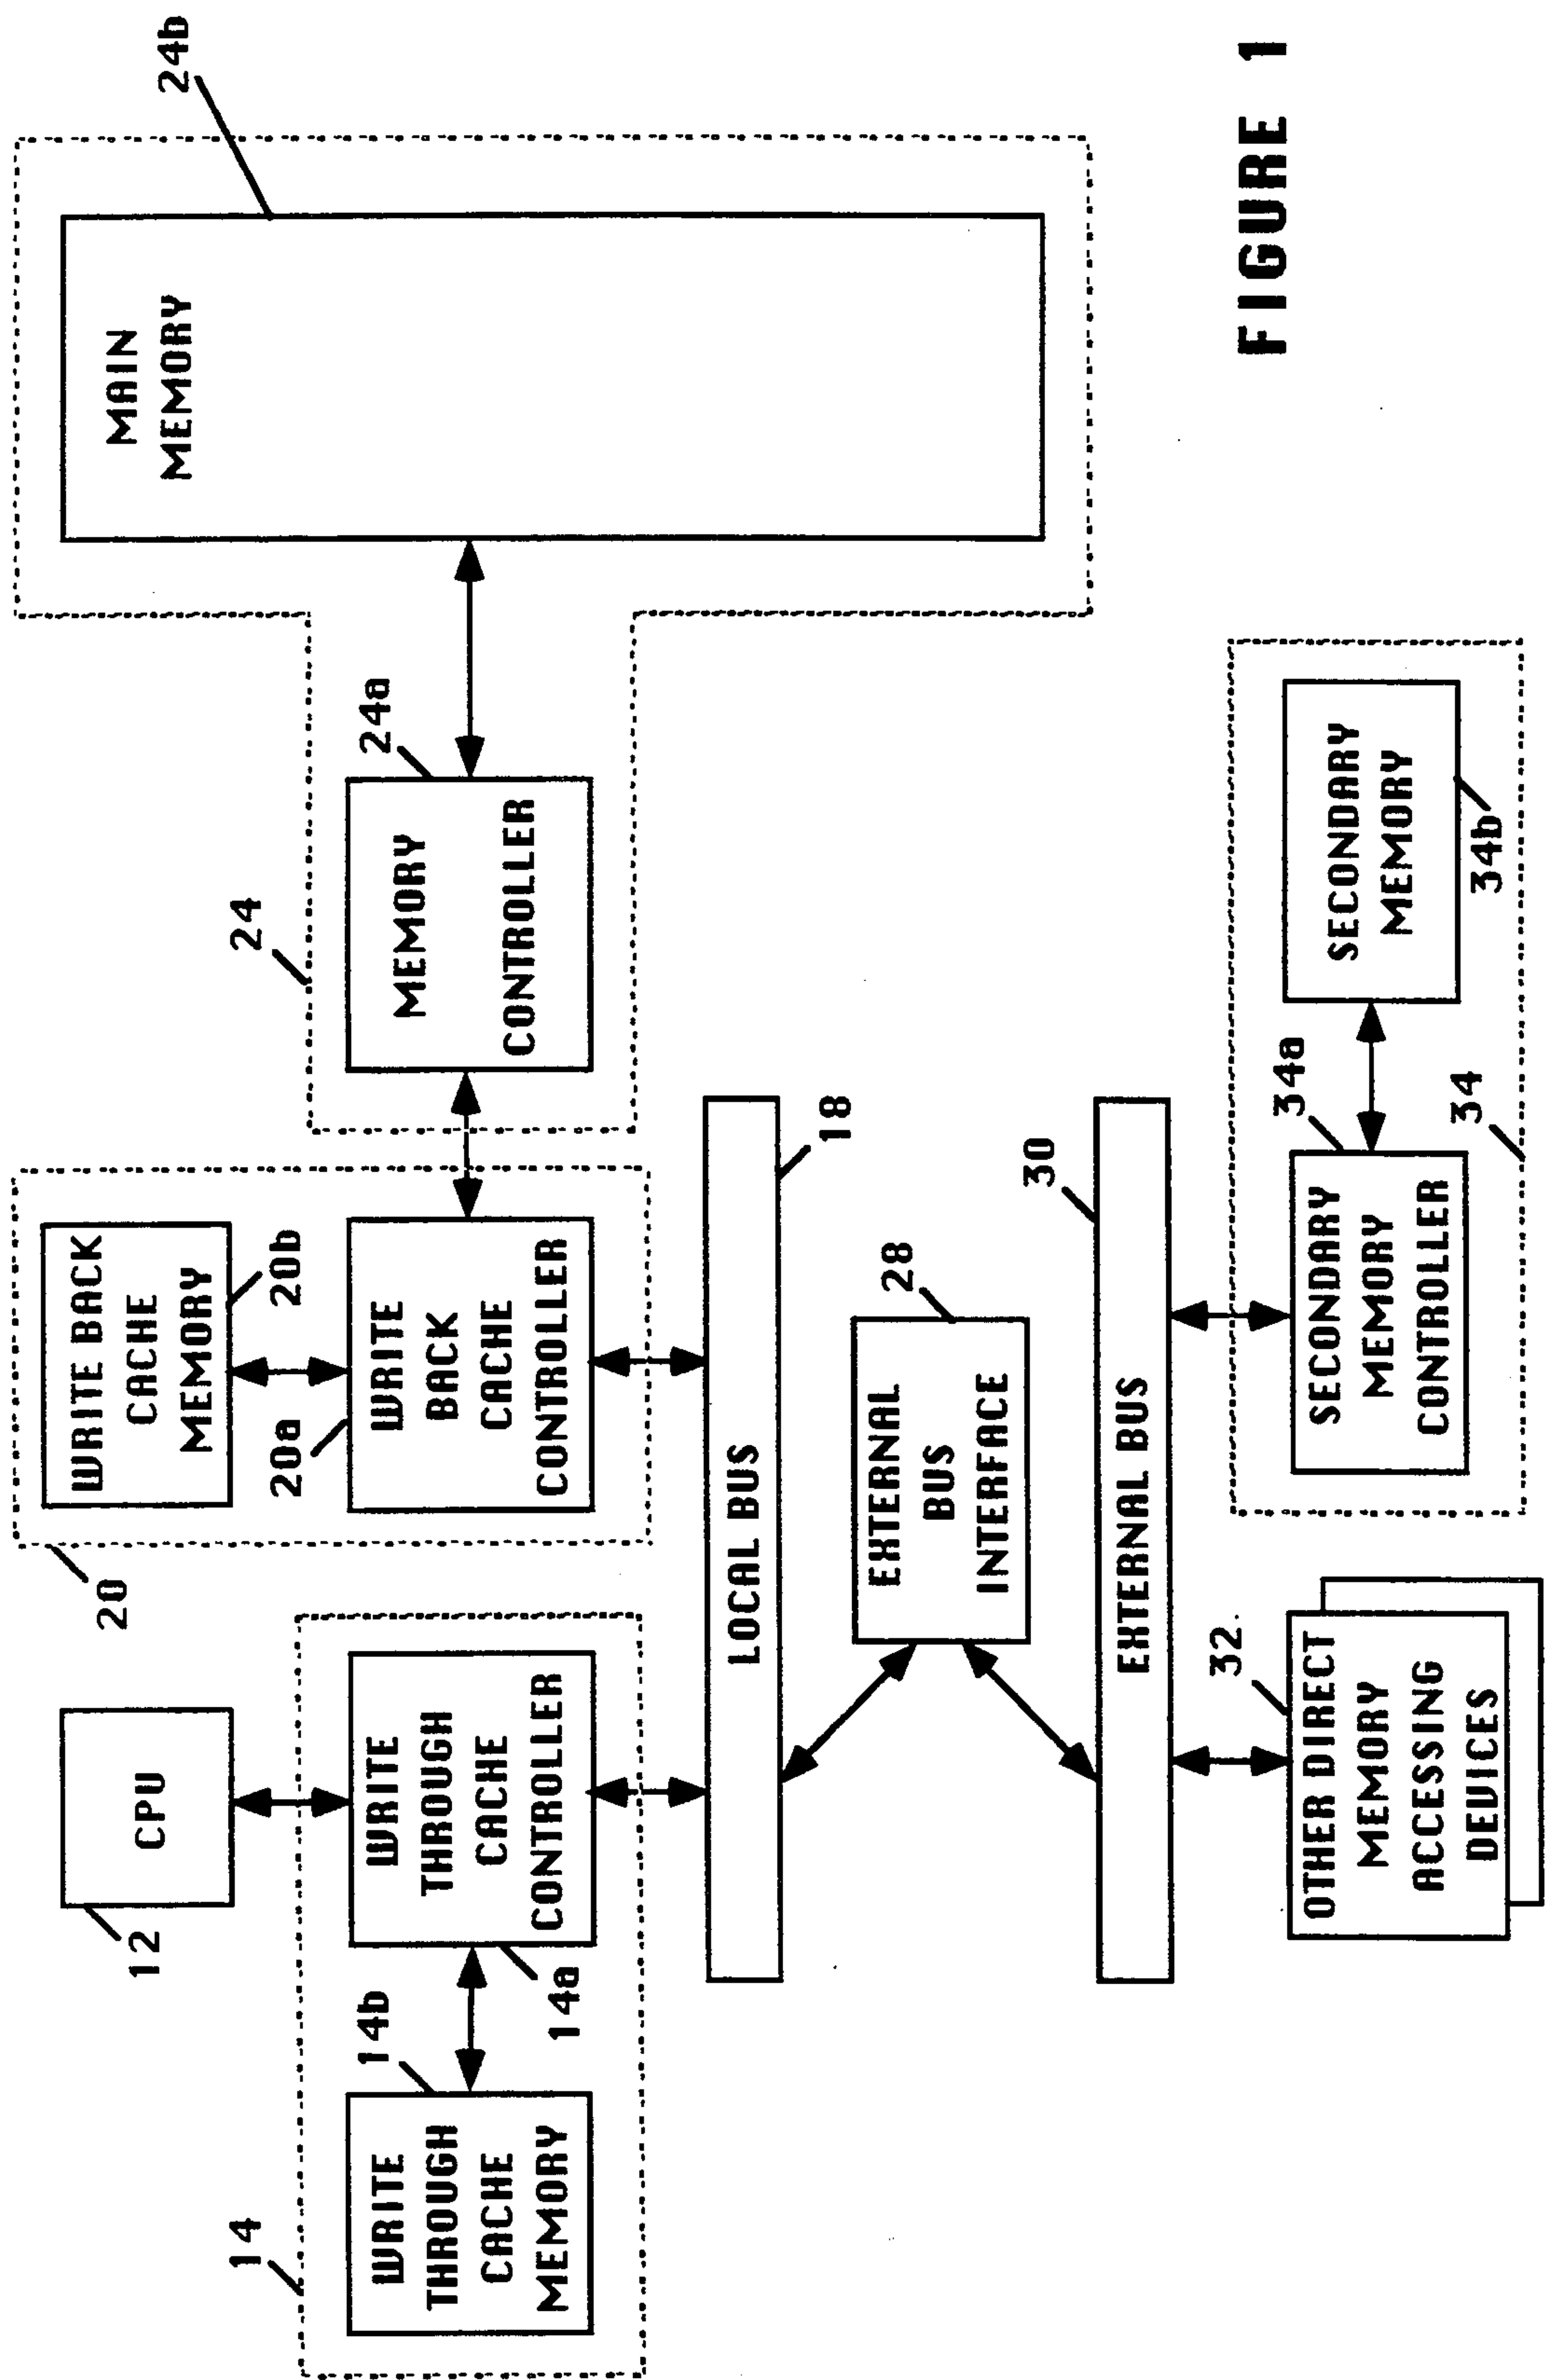 12
CPU
20
WRITE BACK
CACHE
MEMORY
20b
MAIN
MEMORY
24b
14
WRITE
THROUGH
CACHE
MEMORY
14b
WRITE
THROUGH
CACHE
CONTROLLER
14a
20a
WRITE
BACK
CACHE
CONTROLLER
24
MEMORY
CONTROLLER
24a
LOCAL BUS
18
EXTERNAL
BUS
INTERFACE
28
EXTERNAL BUS
30
32
OTHER DIRECT
MEMORY
ACCESSING
DEVICES
SECONDARY
MEMORY
CONTROLLER
34a
SECONDARY
MEMORY
34b
34
FIGURE 1